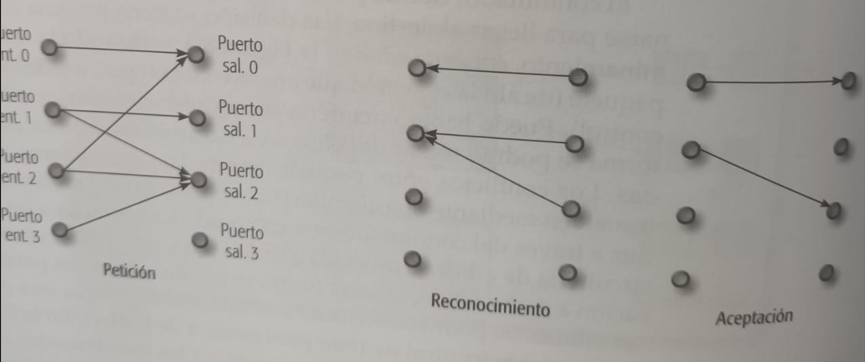 uerto
nt. 0
uerto
ent. 1
Puerto
ent. 2
Puerto
ent. 3
Puerto
sal. 0
Puerto
sal. 1
Puerto
sal. 2
Puerto
sal. 3
Petición
Reconocimiento
Aceptación